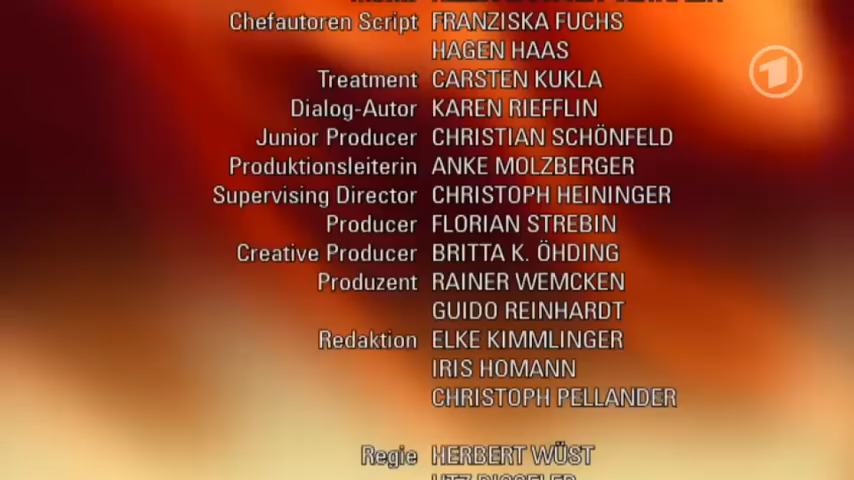 Chefautoren Script FRANZISKA FUCHS
HAGEN HAAS
Treatment CARSTEN KUKLA
Dialog-Autor KAREN RIEFFLIN
Junior Producer CHRISTIAN SCHÖNFELD
Produktionsleiterin ANKE MOLZBERGER
Supervising Director CHRISTOPH HEININGER
Producer FLORIAN STREBIN
Creative Producer BRITTA K. ÖHDING
Produzent RAINER WEMCKEN
GUIDO REINHARDT
Redaktion ELKE KIMMLINGER
IRIS HOMANN
CHRISTOPH PELLANDER
Regie HERBERT WÜST
1